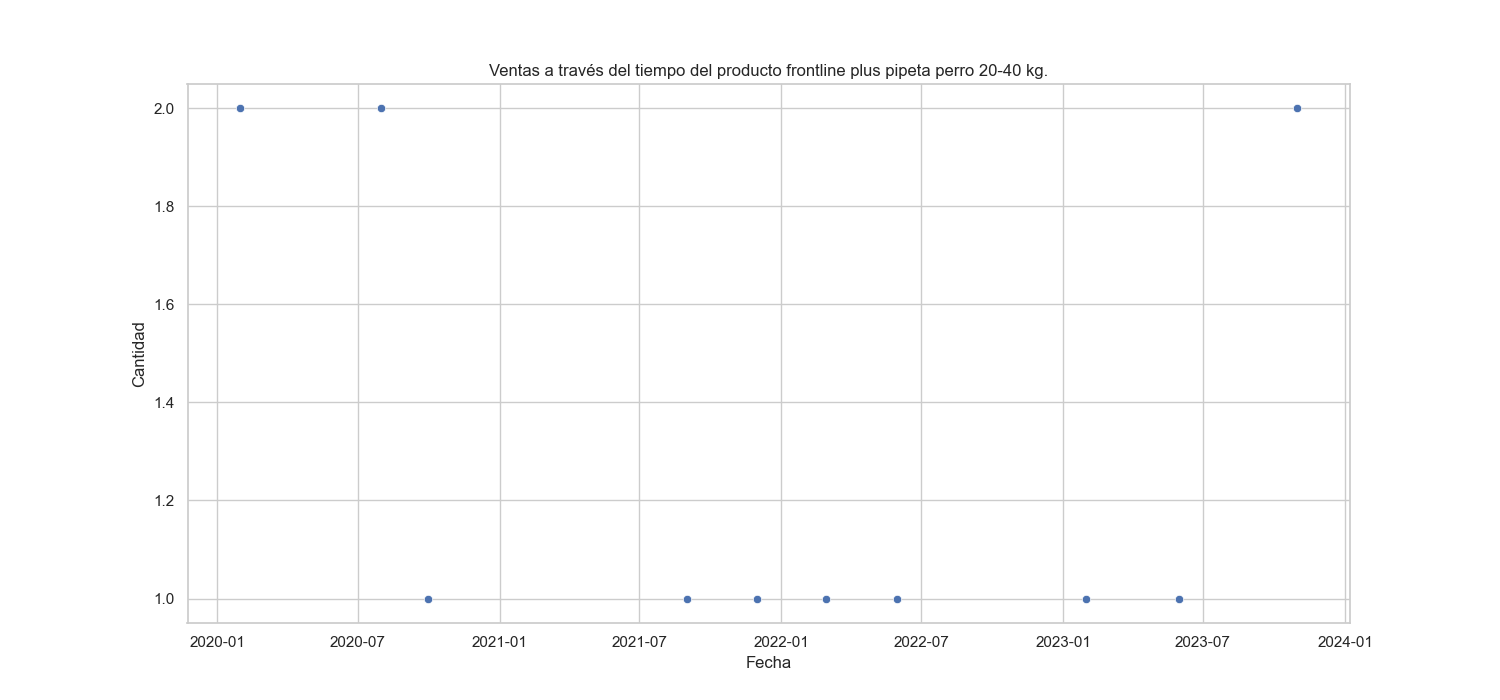 Ventas a través del tiempo del producto frontline plus pipeta perro 20-40 kg.
2.0
1.8
1.6
1.4
1.2
1.0
Cantidad
2020-01 2020-07 2021-01 2021-07 2022-01 2022-07 2023-01 2023-07 2024-01
Fecha